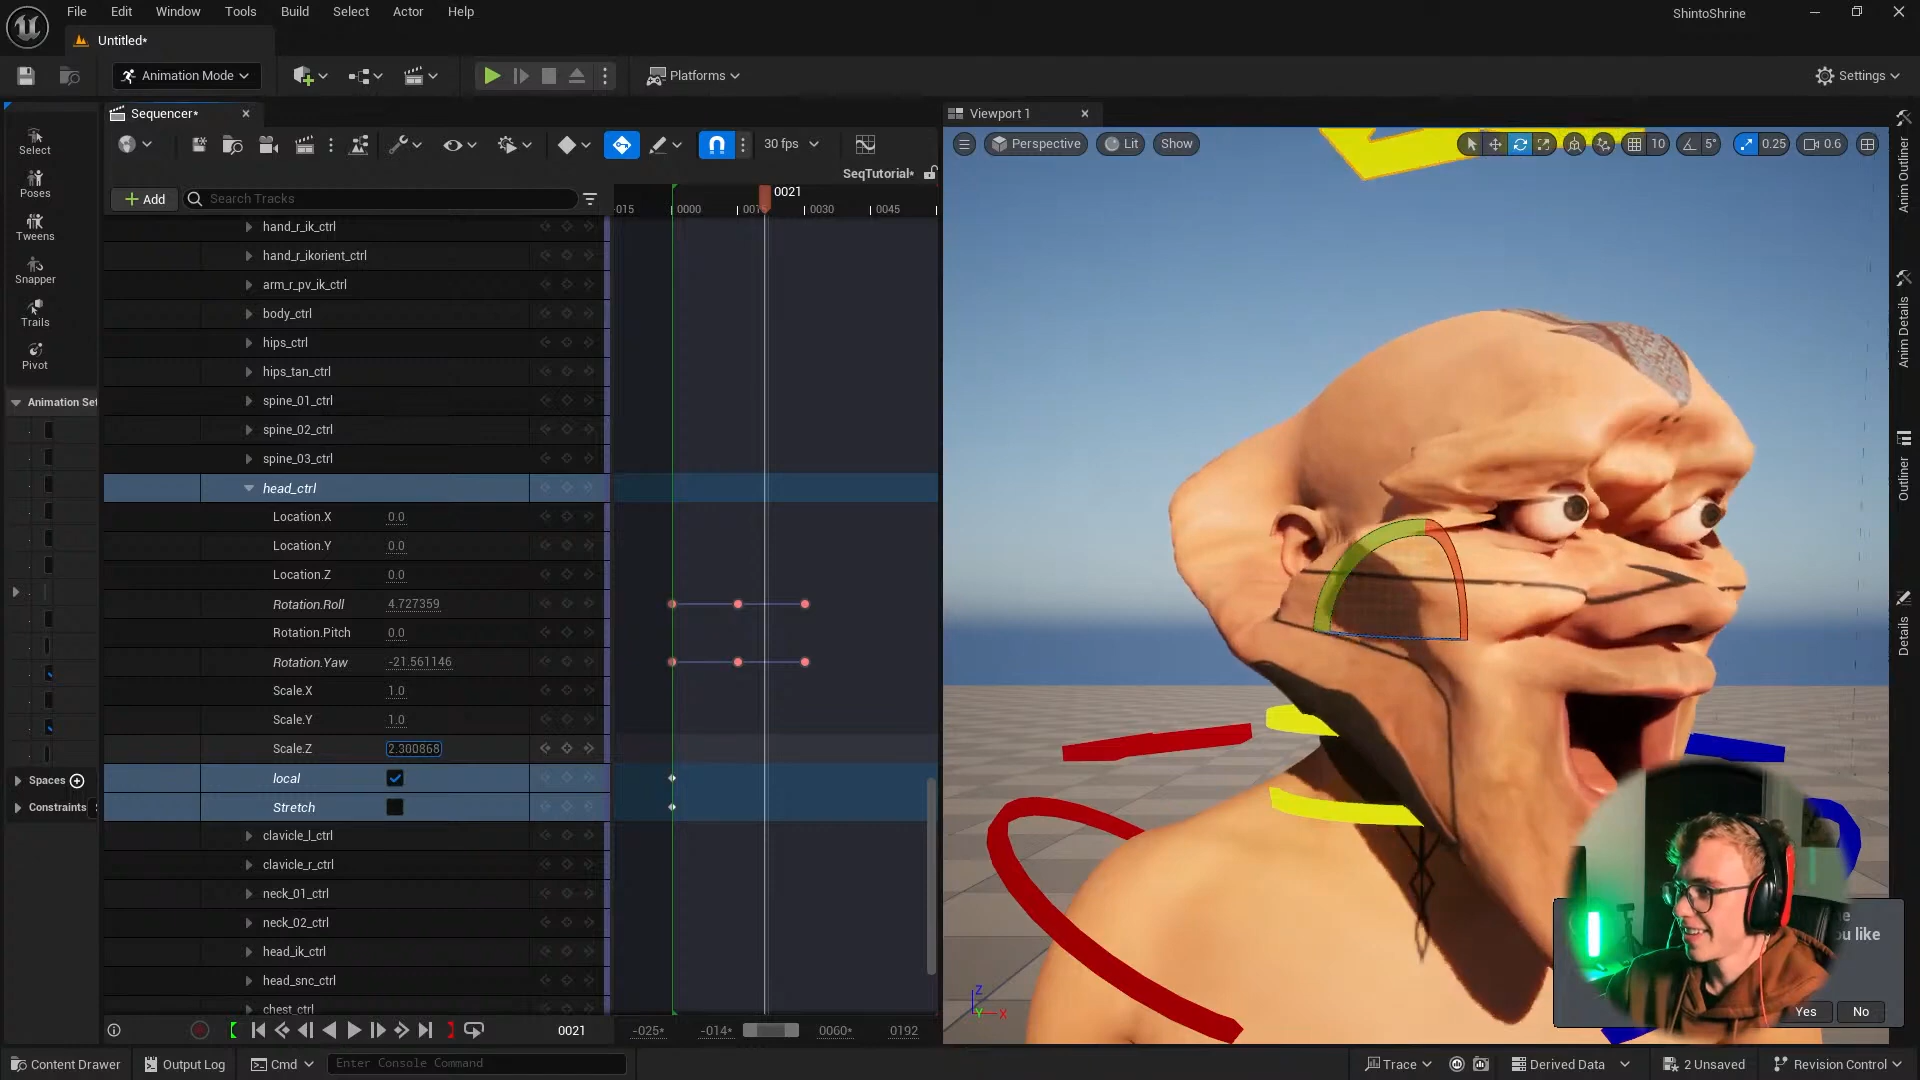 File Edit Window Tools Build Select Actor Help
ShintoShrine
Untitled*
Animation Mode
Platforms
Settings
Sequencer*
Viewport 1
Select
Poses
Tweens
Snapper
Trails
Pivot
Animation Set
Spaces
Constraints
30 fps
SeqTutorial*
Add
Search Tracks
0021
-015 0000 0030 0045
hand_r_ik_ctrl
hand_r_ikorient_ctrl
arm_r_pv_ik_ctrl
body_ctrl
hips_ctrl
hips_tan_ctrl
spine_01_ctrl
spine_02_ctrl
spine_03_ctrl
head_ctrl
Location.X 0.0
Location.Y 0.0
Location.Z 0.0
Rotation.Roll 4.727359
Rotation.Pitch 0.0
Rotation.Yaw -21.561146
Scale.X 1.0
Scale.Y 1.0
Scale.Z 2.300868
local
Stretch
clavicle_l_ctrl
clavicle_r_ctrl
neck_01_ctrl
neck_02_ctrl
head_ik_ctrl
head_snc_ctrl
chest_ctrl
0021
-025* -014* 0060* 0192
Perspective Lit Show
10 5° 0.25 0.6
Z
Y X
you like
Yes No
Anim Outliner
Anim Details
Outliner
Details
Content Drawer Output Log Cmd Enter Console Command
Trace Derived Data 2 Unsaved Revision Control